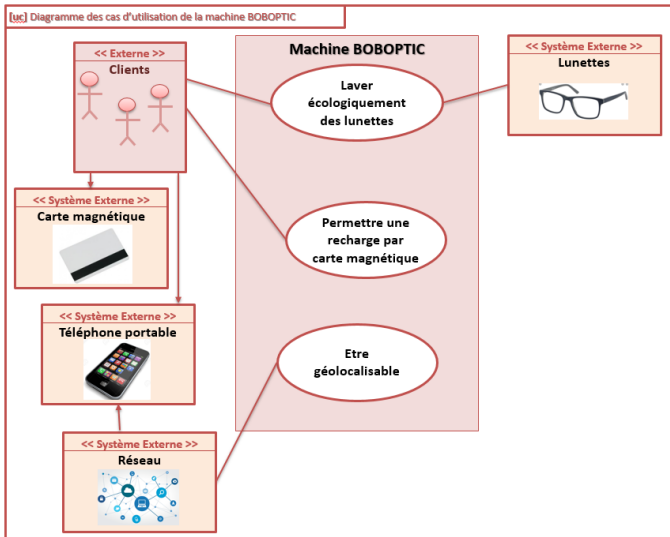 [uc] Diagramme des cas d'utilisation de la machine BOBOPTIC
<< Externe >>
Clients
Machine BOBOPTIC
Laver
écologiquement
des lunettes
<< Système Externe >>
Lunettes
<< Système Externe >>
Carte magnétique
Permettre une
recharge par
carte magnétique
<< Système Externe >>
Téléphone portable
Etre
géolocalisable
<< Système Externe >>
Réseau